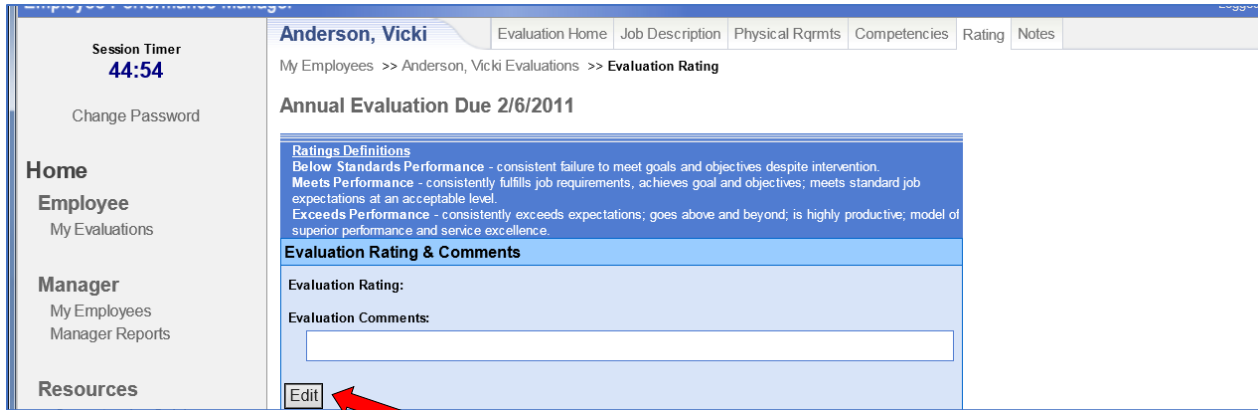 Employee Performance Manager
Logged
Session Timer
44:54
Change Password
Home
Employee
My Evaluations
Manager
My Employees
Manager Reports
Resources
Anderson, Vicki
Evaluation Home Job Description Physical Rqrmts Competencies Rating Notes
My Employees >> Anderson, Vicki Evaluations >> Evaluation Rating
Annual Evaluation Due 2/6/2011
Ratings Definitions
Below Standards Performance - consistent failure to meet goals and objectives despite intervention.
Meets Performance - consistently fulfills job requirements, achieves goal and objectives; meets standard job
expectations at an acceptable level.
Exceeds Performance - consistently exceeds expectations; goes above and beyond; is highly productive; model of
superior performance and service excellence.
Evaluation Rating & Comments
Evaluation Rating:
Evaluation Comments:
Edit